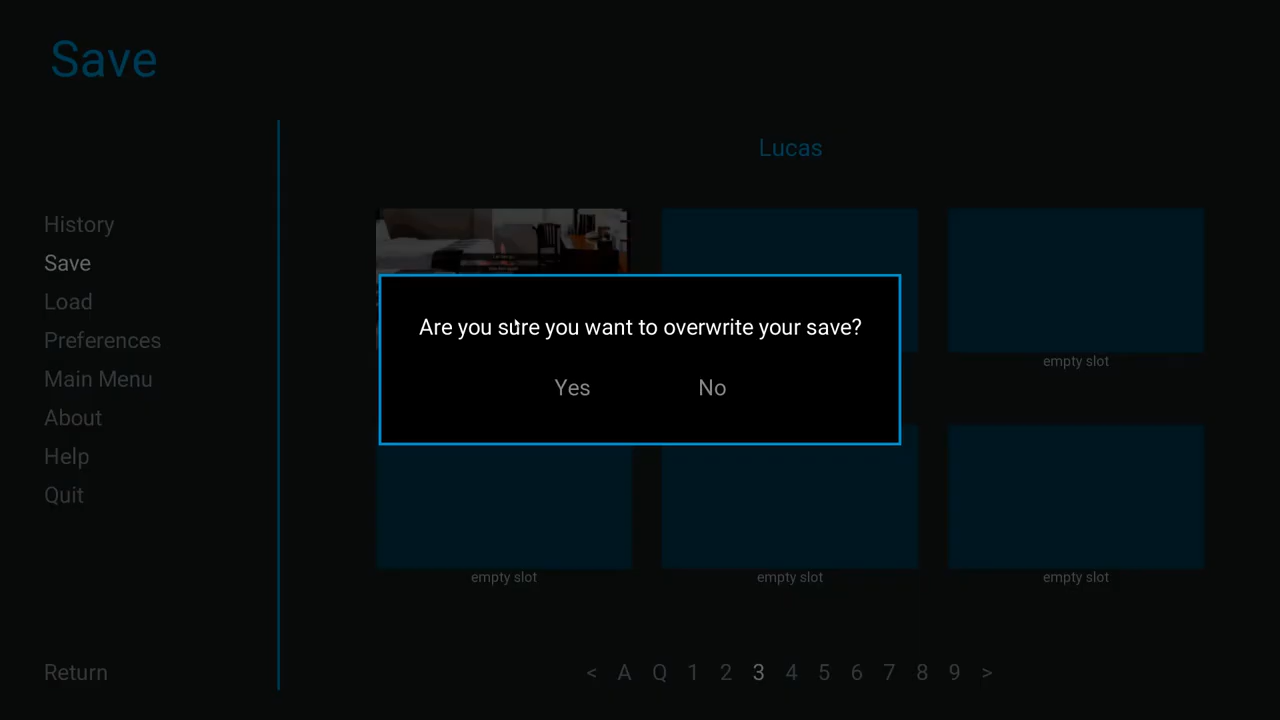 Save
Lucas
History
Save
Load
Preferences
Main Menu
About
Help
Quit
Are you sure you want to overwrite your save?
Yes No
empty slot
empty slot empty slot empty slot
Return
< A Q 1 2 3 4 5 6 7 8 9 >